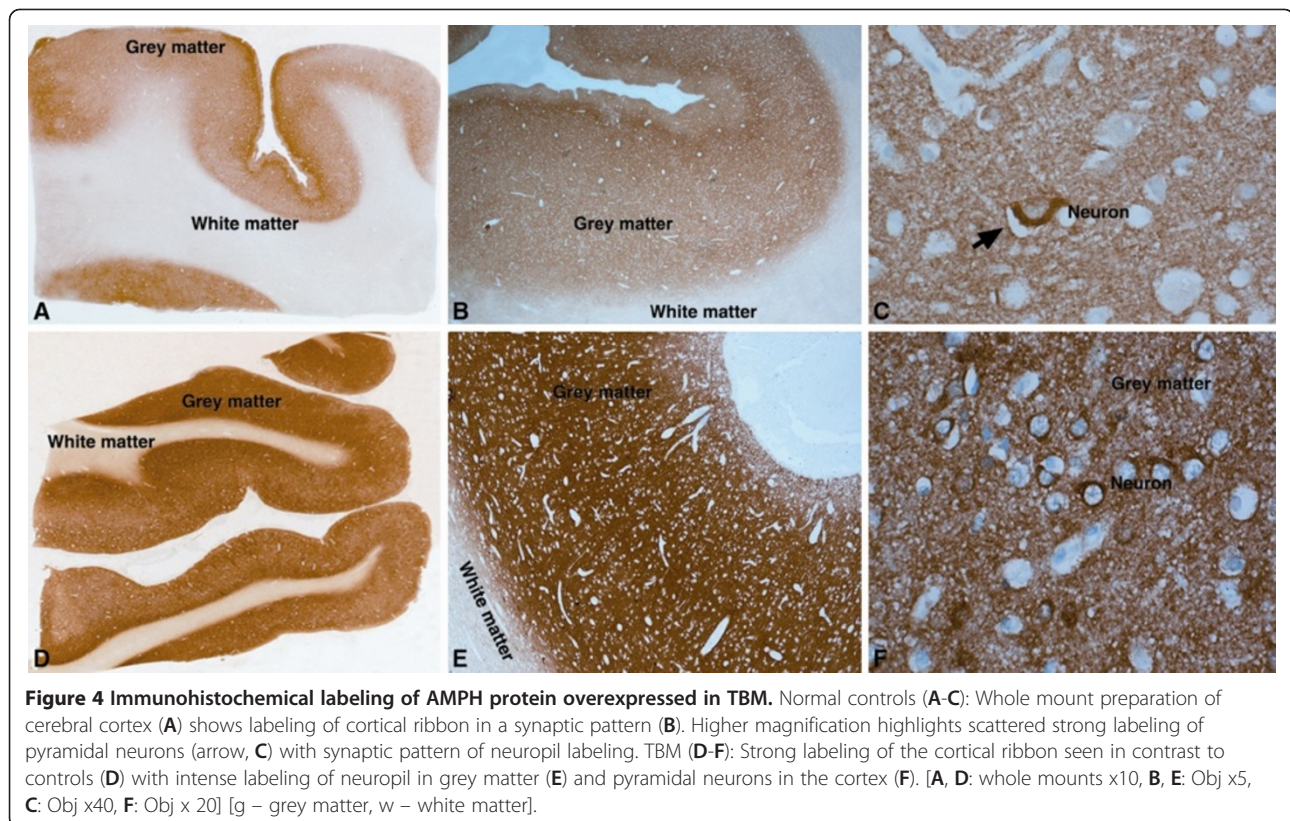 Grey matter
White matter
A
Grey matter
White matter
B
Neuron
C
Grey matter
White matter
D
Grey matter
White matter
E
Grey matter
Neuron
F
Figure 4 Immunohistochemical labeling of AMPH protein overexpressed in TBM. Normal controls (A-C): Whole mount preparation of
cerebral cortex (A) shows labeling of cortical ribbon in a synaptic pattern (B). Higher magnification highlights scattered strong labeling of
pyramidal neurons (arrow, C) with synaptic pattern of neuropil labeling. TBM (D-F): Strong labeling of the cortical ribbon seen in contrast to
controls (D) with intense labeling of neuropil in grey matter (E) and pyramidal neurons in the cortex (F). [A, D: whole mounts x10, B, E: Obj x5,
C: Obj x40, F: Obj x 20] [g – grey matter, w – white matter].